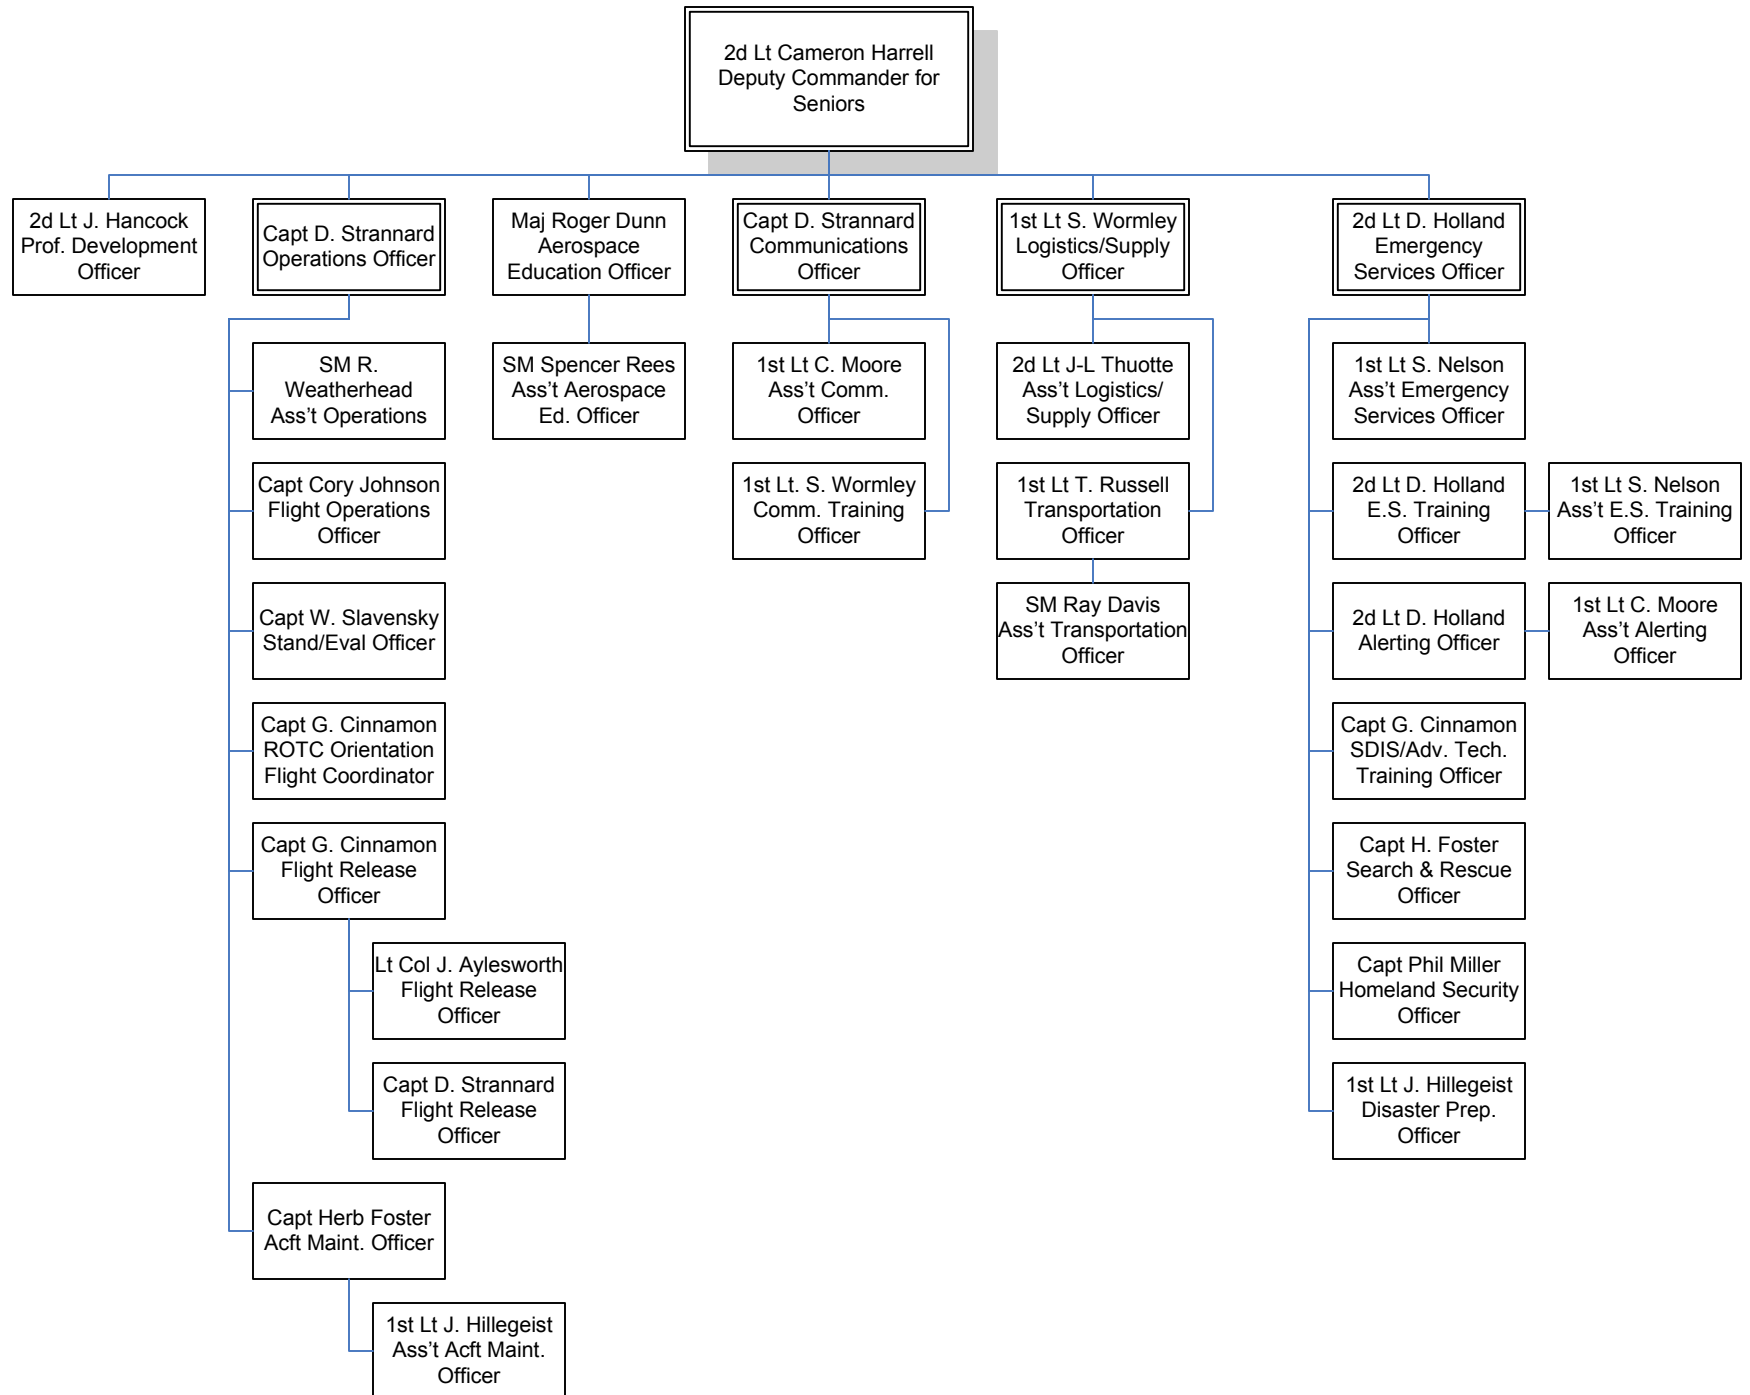 2d Lt Cameron Harrell
Deputy Commander for
Seniors
2d Lt J. Hancock
Prof. Development
Officer
Capt D. Strannard
Operations Officer
Maj Roger Dunn
Aerospace
Education Officer
Capt D. Strannard
Communications
Officer
1st Lt S. Wormley
Logistics/Supply
Officer
2d Lt D. Holland
Emergency
Services Officer
SM R.
Weatherhead
Ass’t Operations
SM Spencer Rees
Ass’t Aerospace
Ed. Officer
1st Lt C. Moore
Ass’t Comm.
Officer
2d Lt J-L Thuotte
Ass’t Logistics/
Supply Officer
1st Lt S. Nelson
Ass’t Emergency
Services Officer
Capt Cory Johnson
Flight Operations
Officer
1st Lt. S. Wormley
Comm. Training
Officer
1st Lt T. Russell
Transportation
Officer
2d Lt D. Holland
E.S. Training
Officer
1st Lt S. Nelson
Ass’t E.S. Training
Officer
Capt W. Slavensky
Stand/Eval Officer
SM Ray Davis
Ass’t Transportation
Officer
2d Lt D. Holland
Alerting Officer
1st Lt C. Moore
Ass’t Alerting
Officer
Capt G. Cinnamon
ROTC Orientation
Flight Coordinator
Capt G. Cinnamon
SDIS/Adv. Tech.
Training Officer
Capt G. Cinnamon
Flight Release
Officer
Capt H. Foster
Search & Rescue
Officer
Lt Col J. Aylesworth
Flight Release
Officer
Capt Phil Miller
Homeland Security
Officer
Capt D. Strannard
Flight Release
Officer
1st Lt J. Hillegeist
Disaster Prep.
Officer
Capt Herb Foster
Acft Maint. Officer
1st Lt J. Hillegeist
Ass’t Acft Maint.
Officer